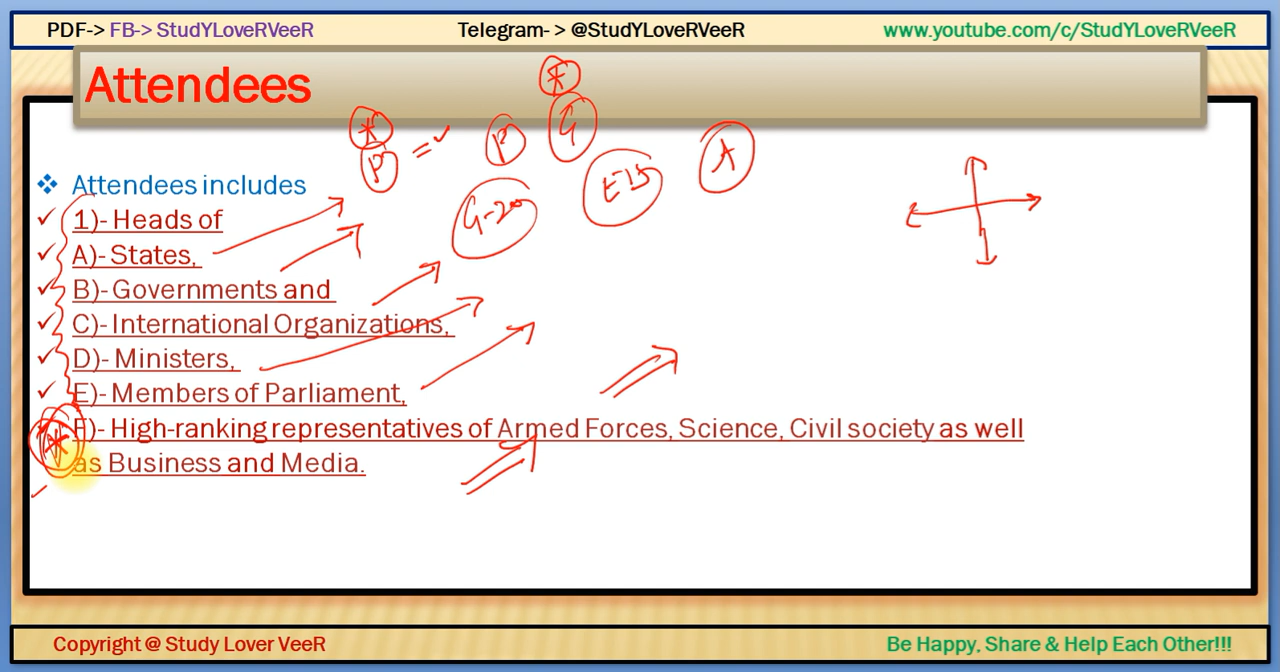 PDF-> FB-> StudYLoveRVeeR Telegram- > @StudYLoveRVeeR www.youtube.com/c/StudYLoveRVeeR
Attendees
P P G A
G-20 E-15
Attendees includes
1)- Heads of
A)- States,
B)- Governments and
C)- International Organizations,
D)- Ministers,
E)- Members of Parliament,
F)- High-ranking representatives of Armed Forces, Science, Civil society as well
as Business and Media.
Copyright @ Study Lover VeeR Be Happy, Share & Help Each Other!!!